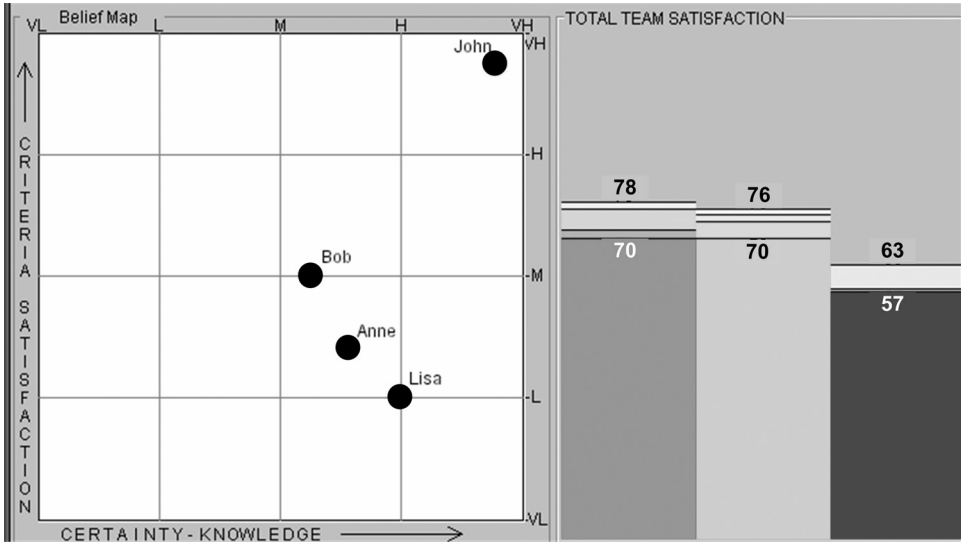 Belief Map
VL L M H VH
CRITERIA SATISFACTION
John
Bob
Anne
Lisa
VH
-H
-M
-L
-VL
CERTAINTY-KNOWLEDGE
TOTAL TEAM SATISFACTION
78
70
76
70
63
57